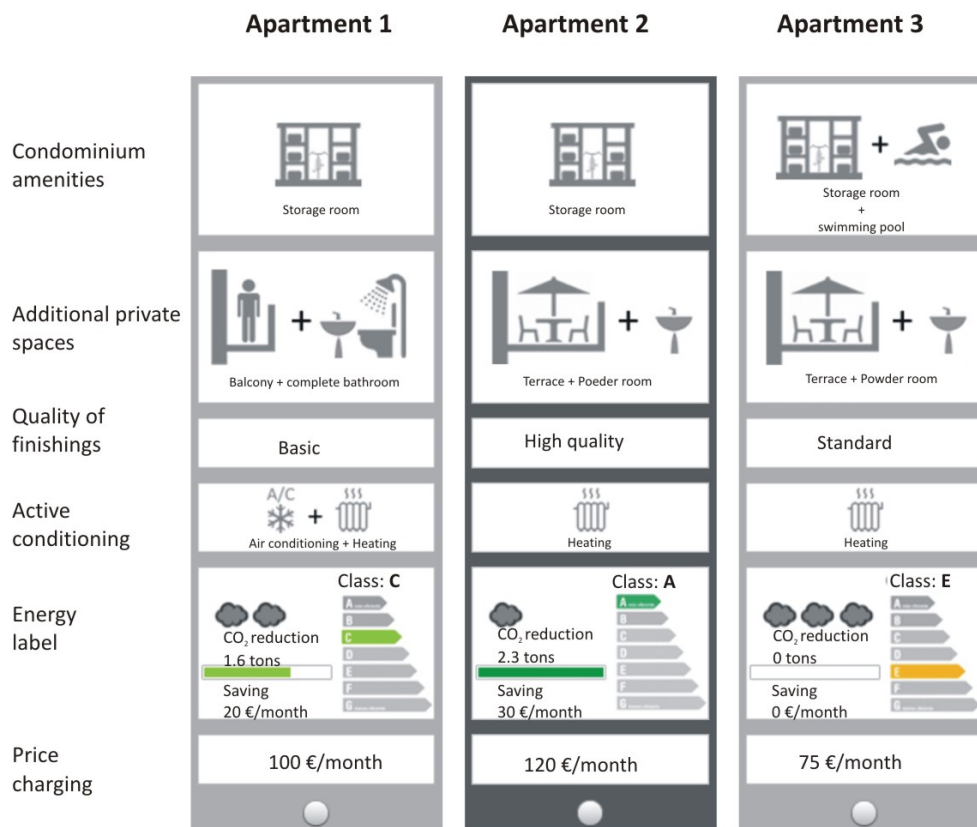 Apartment 1
Apartment 2
Apartment 3
Condominium
amenities
Storage room
Storage room
Storage room
+
swimming pool
Additional private
spaces
Balcony + complete bathroom
Terrace + Poeder room
Terrace + Powder room
Quality of
finishings
Basic
High quality
Standard
Active
conditioning
A/C
Air conditioning + Heating
Heating
Heating
Energy
label
Class: C
CO₂ reduction
1.6 tons
Saving
20 €/month
A
B
C
D
E
F
G
Class: A
CO₂ reduction
2.3 tons
Saving
30 €/month
A
B
C
D
E
F
G
Class: E
CO₂ reduction
0 tons
Saving
0 €/month
A
B
C
D
E
F
G
Price
charging
100 €/month
120 €/month
75 €/month